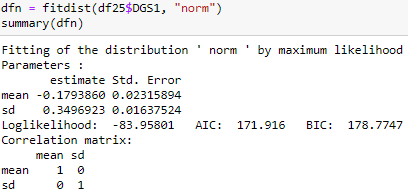 dfn = fitdist(df25$DGS1, "norm")
summary(dfn)
Fitting of the distribution ' norm ' by maximum likelihood
Parameters :
estimate Std. Error
mean -0.1793860 0.02315894
sd 0.3496923 0.01637524
Loglikelihood: -83.95801 AIC: 171.916 BIC: 178.7747
Correlation matrix:
mean sd
mean 1 0
sd 0 1